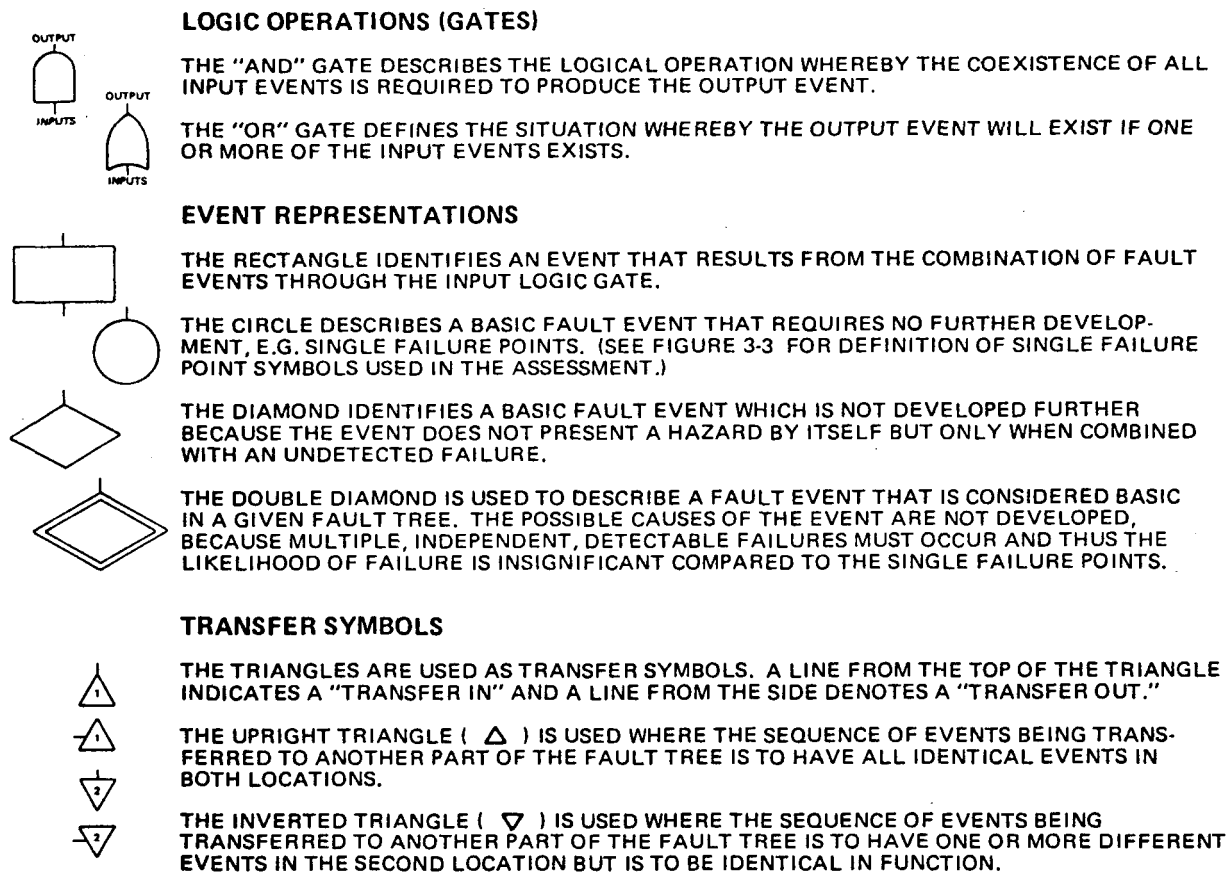 LOGIC OPERATIONS (GATES)
OUTPUT
INPUTS
THE "AND" GATE DESCRIBES THE LOGICAL OPERATION WHEREBY THE COEXISTENCE OF ALL
INPUT EVENTS IS REQUIRED TO PRODUCE THE OUTPUT EVENT.
OUTPUT
INPUTS
THE "OR" GATE DEFINES THE SITUATION WHEREBY THE OUTPUT EVENT WILL EXIST IF ONE
OR MORE OF THE INPUT EVENTS EXISTS.
EVENT REPRESENTATIONS
THE RECTANGLE IDENTIFIES AN EVENT THAT RESULTS FROM THE COMBINATION OF FAULT
EVENTS THROUGH THE INPUT LOGIC GATE.
THE CIRCLE DESCRIBES A BASIC FAULT EVENT THAT REQUIRES NO FURTHER DEVELOP-
MENT, E.G. SINGLE FAILURE POINTS. (SEE FIGURE 3-3 FOR DEFINITION OF SINGLE FAILURE
POINT SYMBOLS USED IN THE ASSESSMENT.)
THE DIAMOND IDENTIFIES A BASIC FAULT EVENT WHICH IS NOT DEVELOPED FURTHER
BECAUSE THE EVENT DOES NOT PRESENT A HAZARD BY ITSELF BUT ONLY WHEN COMBINED
WITH AN UNDETECTED FAILURE.
THE DOUBLE DIAMOND IS USED TO DESCRIBE A FAULT EVENT THAT IS CONSIDERED BASIC
IN A GIVEN FAULT TREE. THE POSSIBLE CAUSES OF THE EVENT ARE NOT DEVELOPED,
BECAUSE MULTIPLE, INDEPENDENT, DETECTABLE FAILURES MUST OCCUR AND THUS THE
LIKELIHOOD OF FAILURE IS INSIGNIFICANT COMPARED TO THE SINGLE FAILURE POINTS.
TRANSFER SYMBOLS
1
THE TRIANGLES ARE USED AS TRANSFER SYMBOLS. A LINE FROM THE TOP OF THE TRIANGLE
INDICATES A "TRANSFER IN" AND A LINE FROM THE SIDE DENOTES A "TRANSFER OUT."
1
THE UPRIGHT TRIANGLE ( △ ) IS USED WHERE THE SEQUENCE OF EVENTS BEING TRANS-
FERRED TO ANOTHER PART OF THE FAULT TREE IS TO HAVE ALL IDENTICAL EVENTS IN
BOTH LOCATIONS.
2
THE INVERTED TRIANGLE ( ▽ ) IS USED WHERE THE SEQUENCE OF EVENTS BEING
2
TRANSFERRED TO ANOTHER PART OF THE FAULT TREE IS TO HAVE ONE OR MORE DIFFERENT
EVENTS IN THE SECOND LOCATION BUT IS TO BE IDENTICAL IN FUNCTION.